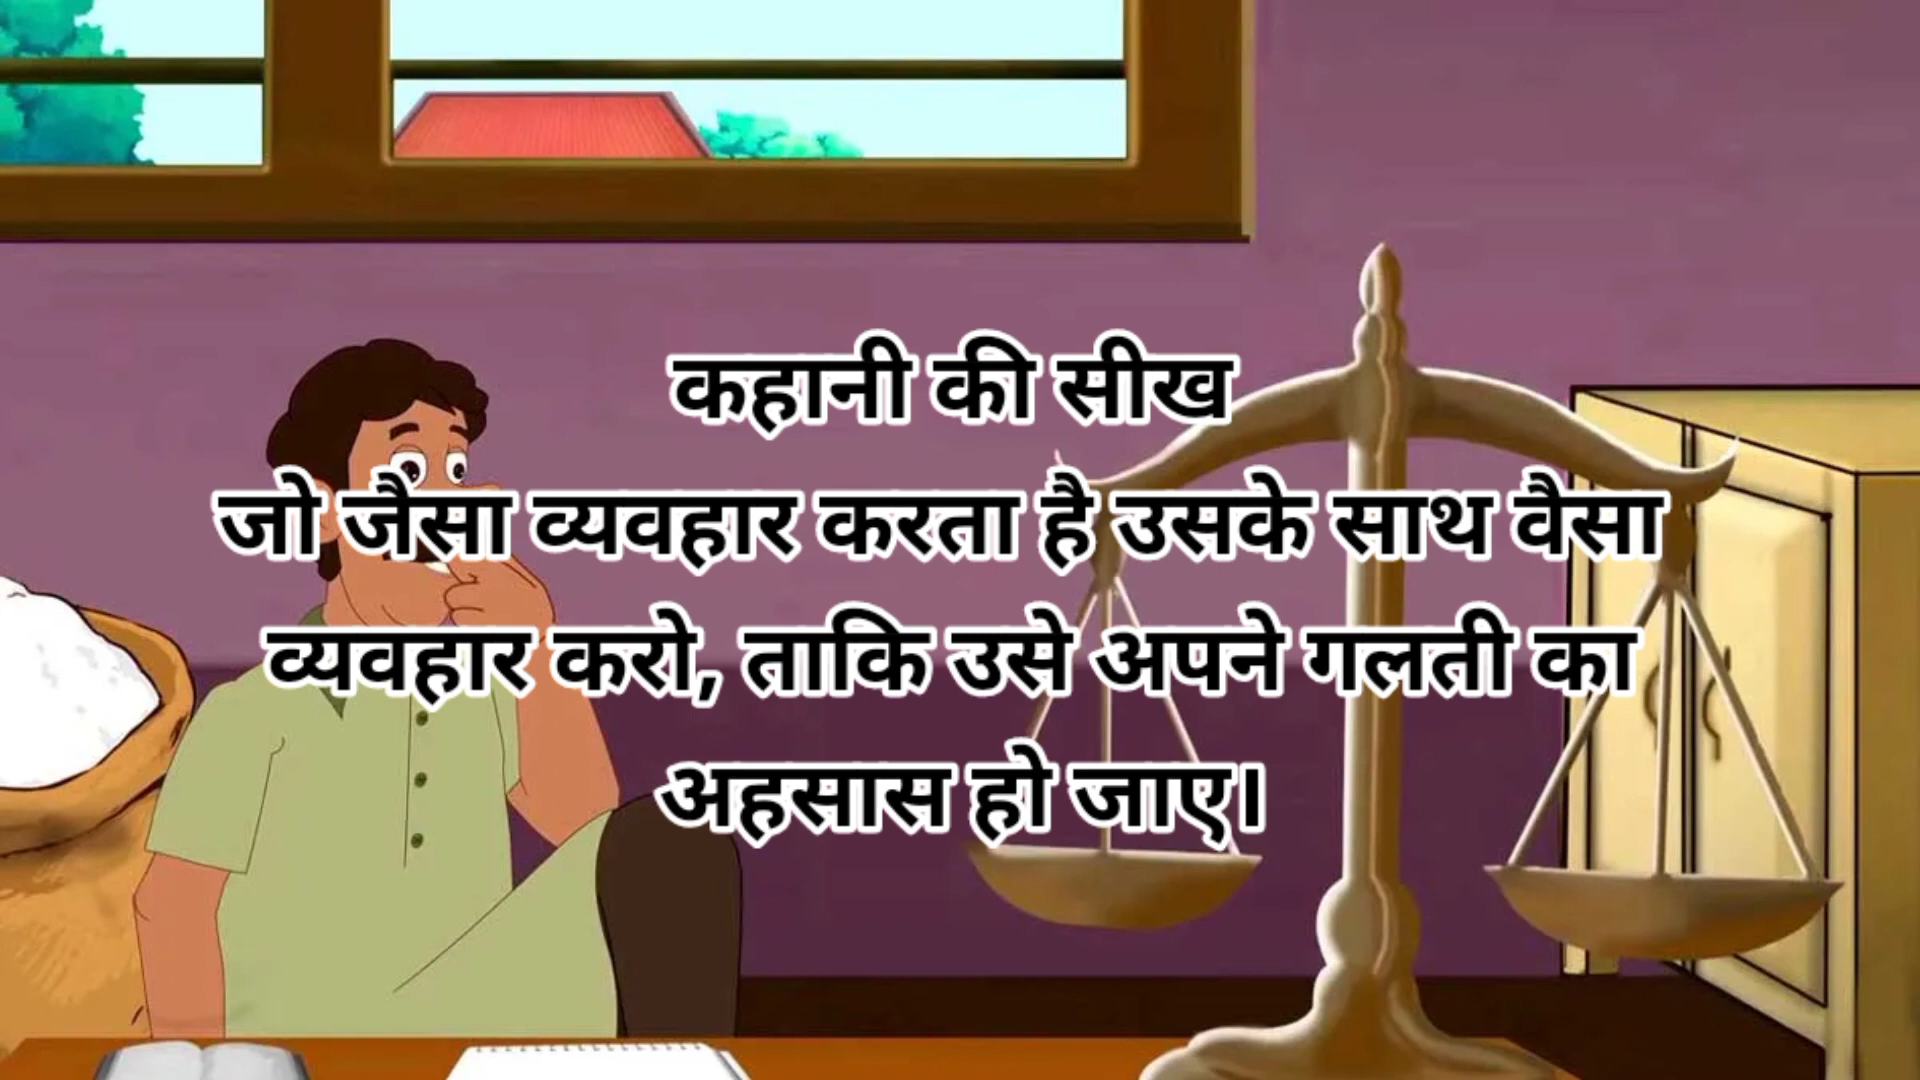 कहानी की सीख
जो जैसा व्यवहार करता है उसके साथ वैसा
व्यवहार करो, ताकि उसे अपने गलती का
अहसास हो जाए।